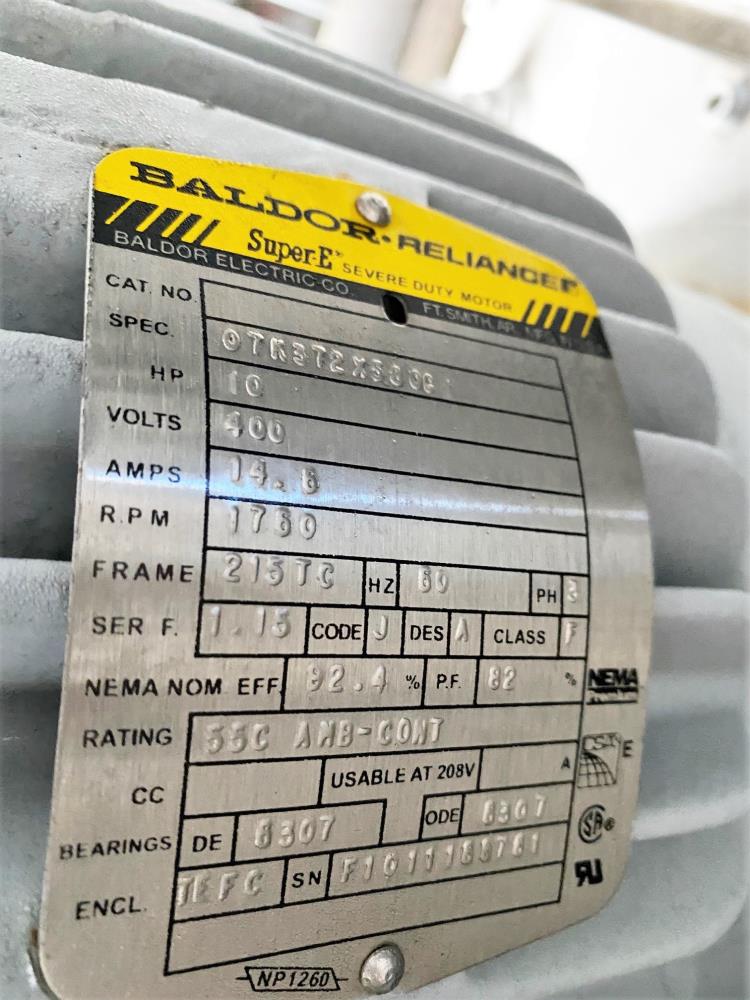 BALDOR • RELIANCE
Super-E™ SEVERE DUTY MOTOR
BALDOR ELECTRIC CO. FT. SMITH, AR.
CAT. NO.
SPEC.
HP 10
VOLTS 400
AMPS
R.P.M 1760
FRAME 215TC HZ 60 PH 3
SER F. 1.15 CODE J DES A CLASS F
NEMA NOM. EFF. 92.4 % P.F. 82 % NEMA
RATING 55C AMB-CONT
CC USABLE AT 208V A E
BEARINGS DE 6307 ODE 6307
ENCL. TEFC SN
NP1260